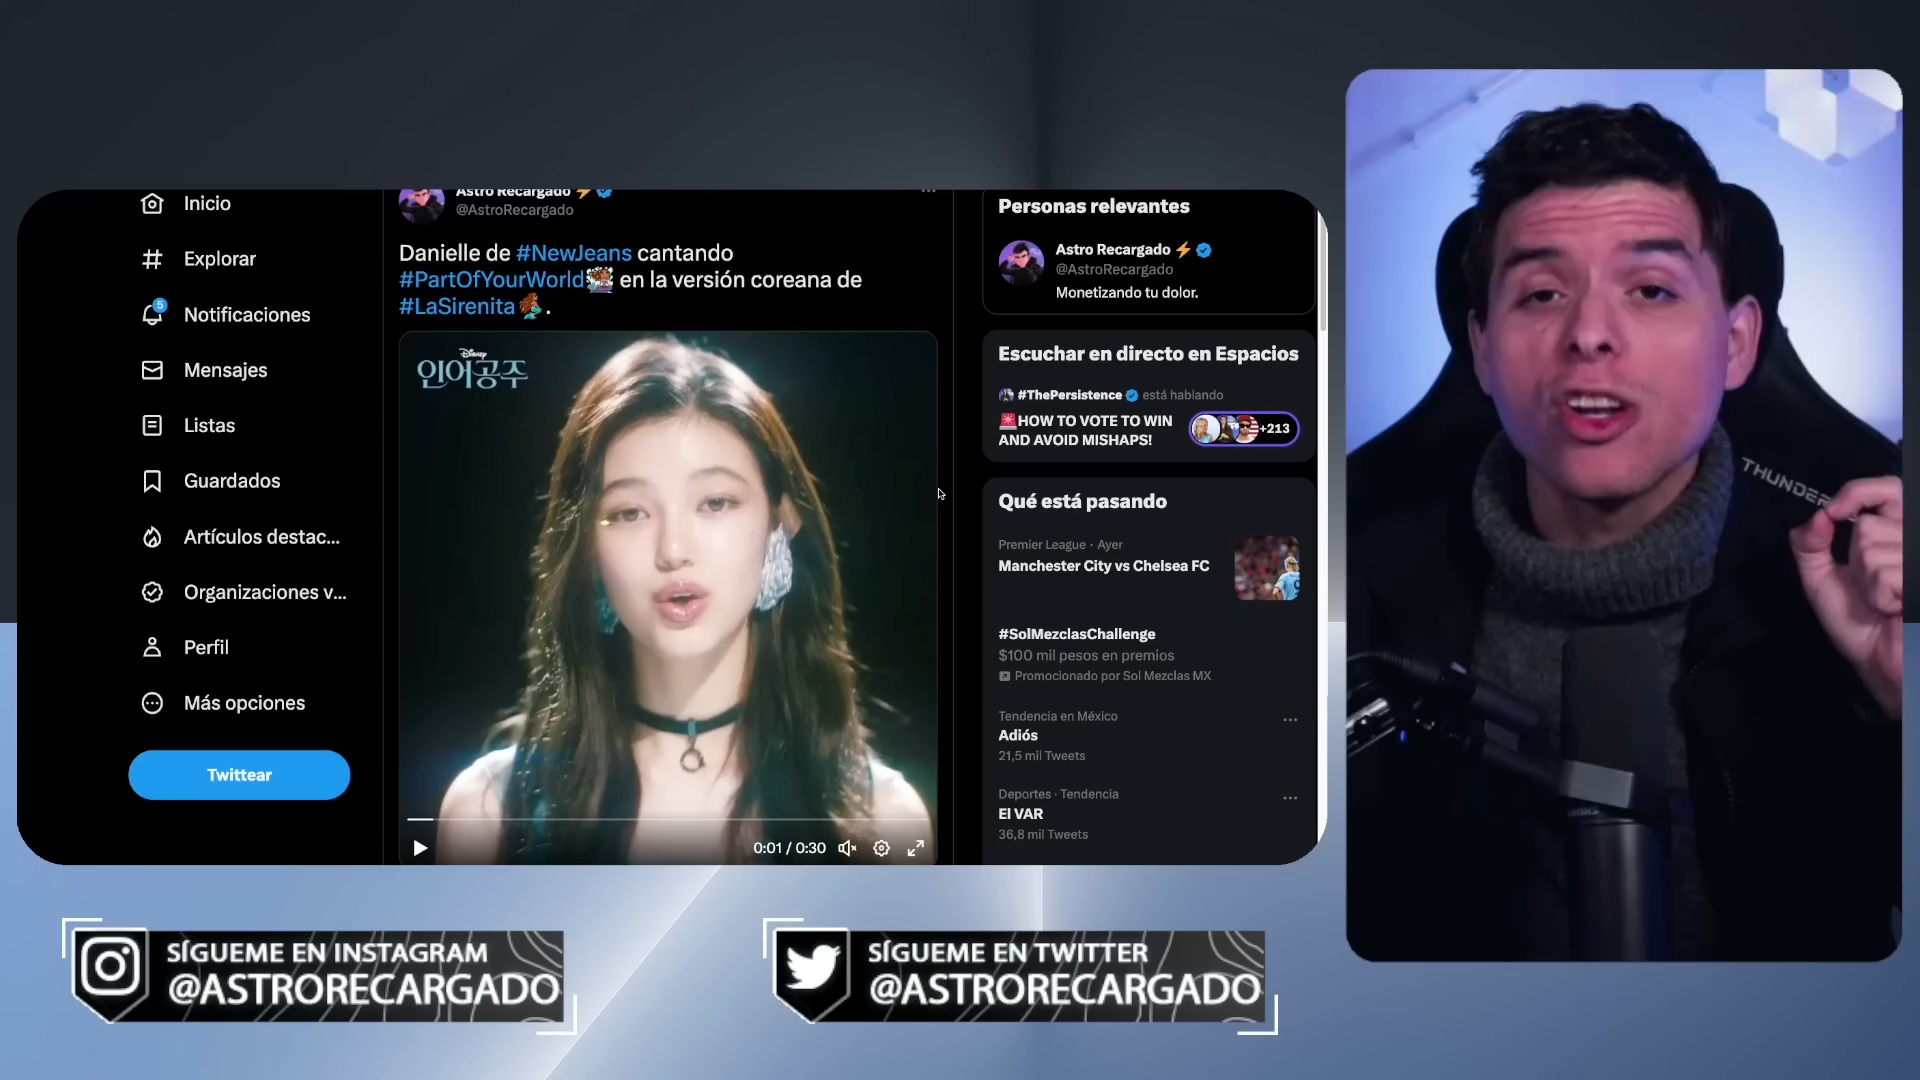 Inicio
Explorar
5
Notificaciones
Mensajes
Listas
Guardados
Artículos destac...
Organizaciones v...
Perfil
Más opciones
Twittear
Astro Recargado
@AstroRecargado
Danielle de #NewJeans cantando
#PartOfYourWorld en la versión coreana de
#LaSirenita .
Disney
인어공주
0:01 / 0:30
Personas relevantes
Astro Recargado
@AstroRecargado
Monetizando tu dolor.
Escuchar en directo en Espacios
#ThePersistence está hablando
HOW TO VOTE TO WIN
AND AVOID MISHAPS!
+213
Qué está pasando
Premier League · Ayer
Manchester City vs Chelsea FC
#SolMezclasChallenge
$100 mil pesos en premios
Promocionado por Sol Mezclas MX
Tendencia en México
Adiós
21,5 mil Tweets
Deportes · Tendencia
El VAR
36,8 mil Tweets
THUNDER
SÍGUEME EN INSTAGRAM
@ASTRORECARGADO
SÍGUEME EN TWITTER
@ASTRORECARGADO